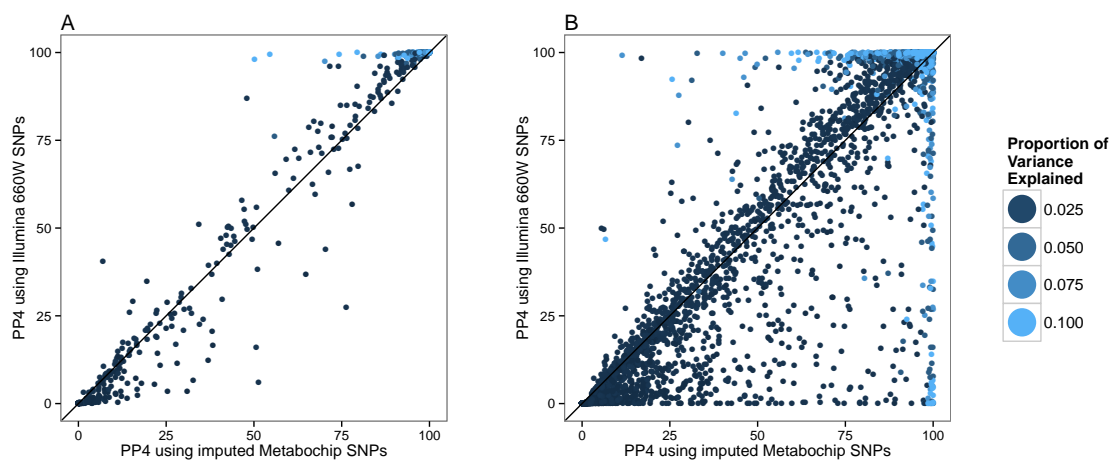 A
100
75
50
25
0
0 25 50 75 100
PP4 using Illumina 660W SNPs
PP4 using imputed Metabochip SNPs
B
100
75
50
25
0
0 25 50 75 100
PP4 using Illumina 660W SNPs
PP4 using imputed Metabochip SNPs
Proportion of
Variance
Explained
0.025
0.050
0.075
0.100